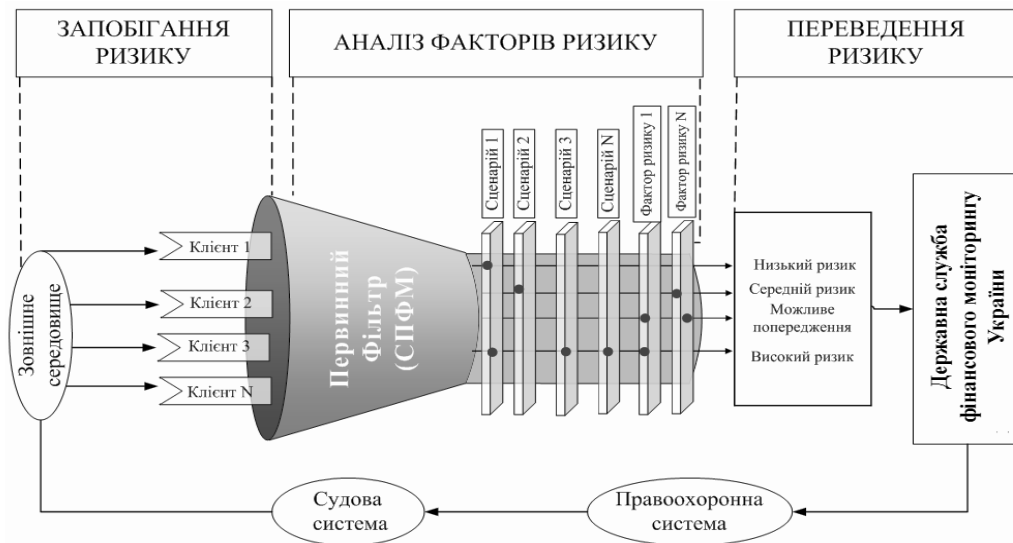 ЗАПОБІГАННЯ
РИЗИКУ
АНАЛІЗ ФАКТОРІВ РИЗИКУ
ПЕРЕВЕДЕННЯ
РИЗИКУ
Сценарій 1
Сценарій 2
Сценарій 3
Сценарій N
Фактор ризику 1
Фактор ризику N
Зовнішнє
середовище
Клієнт 1
Клієнт 2
Клієнт 3
Клієнт N
Первинний
Фільтр
(СПФМ)
Низький ризик
Середній ризик
Можливе
попередження
Високий ризик
Державна служба
фінансового моніторингу
України
Судова
система
Правоохоронна
система